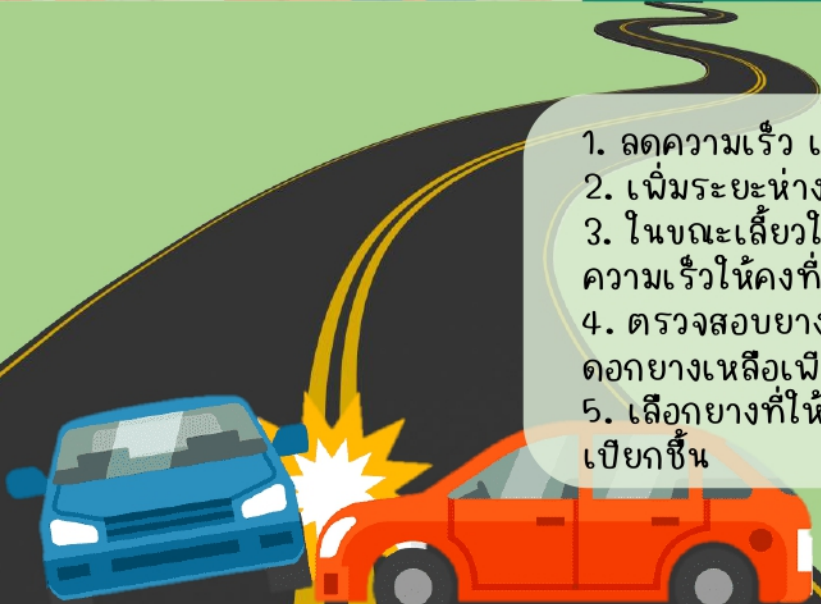 1. ลดความเร็ว
2. เพิ่มระยะห่าง
3. ในขณะเลี้ยวใ
ความเร็วให้คงที่
4. ตรวจสอบยาง
ดอกยางเหลือเพี
5. เลือกยางที่ให้
เปียกชื้น